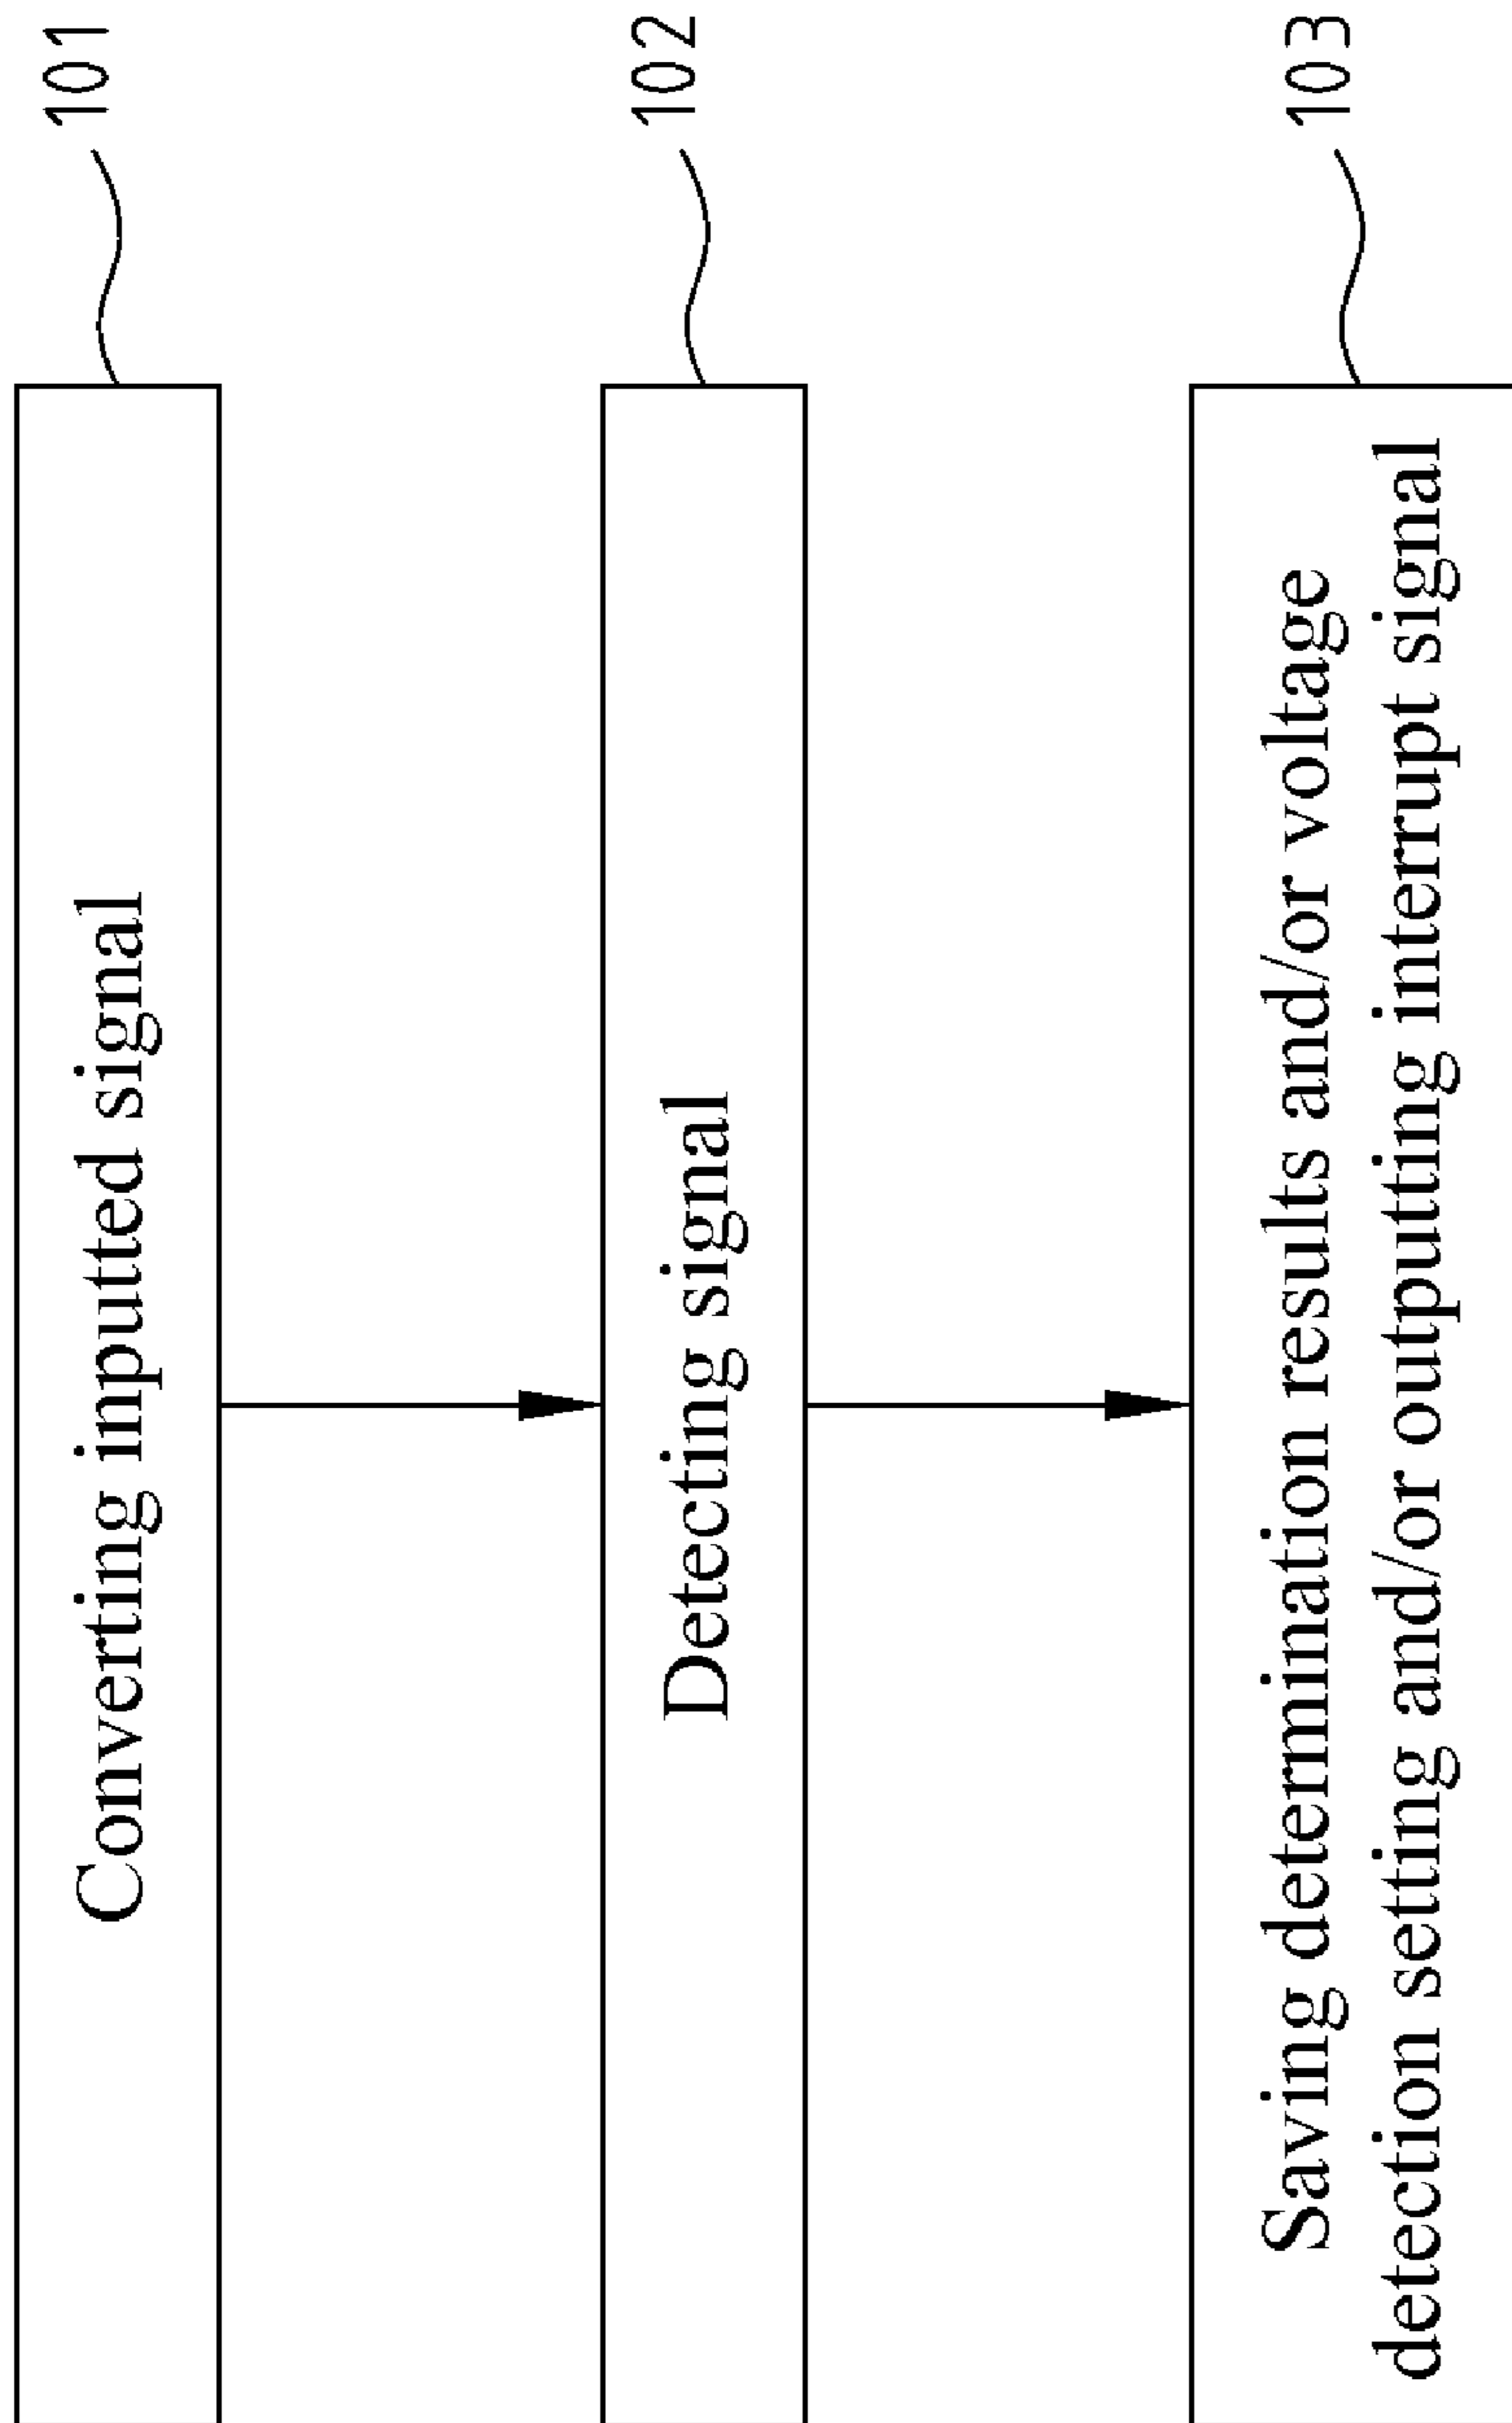 Converting inputted signal
101
Detecting signal
102
Saving determination results and/or voltage
detection setting and/or outputting interrupt signal
103